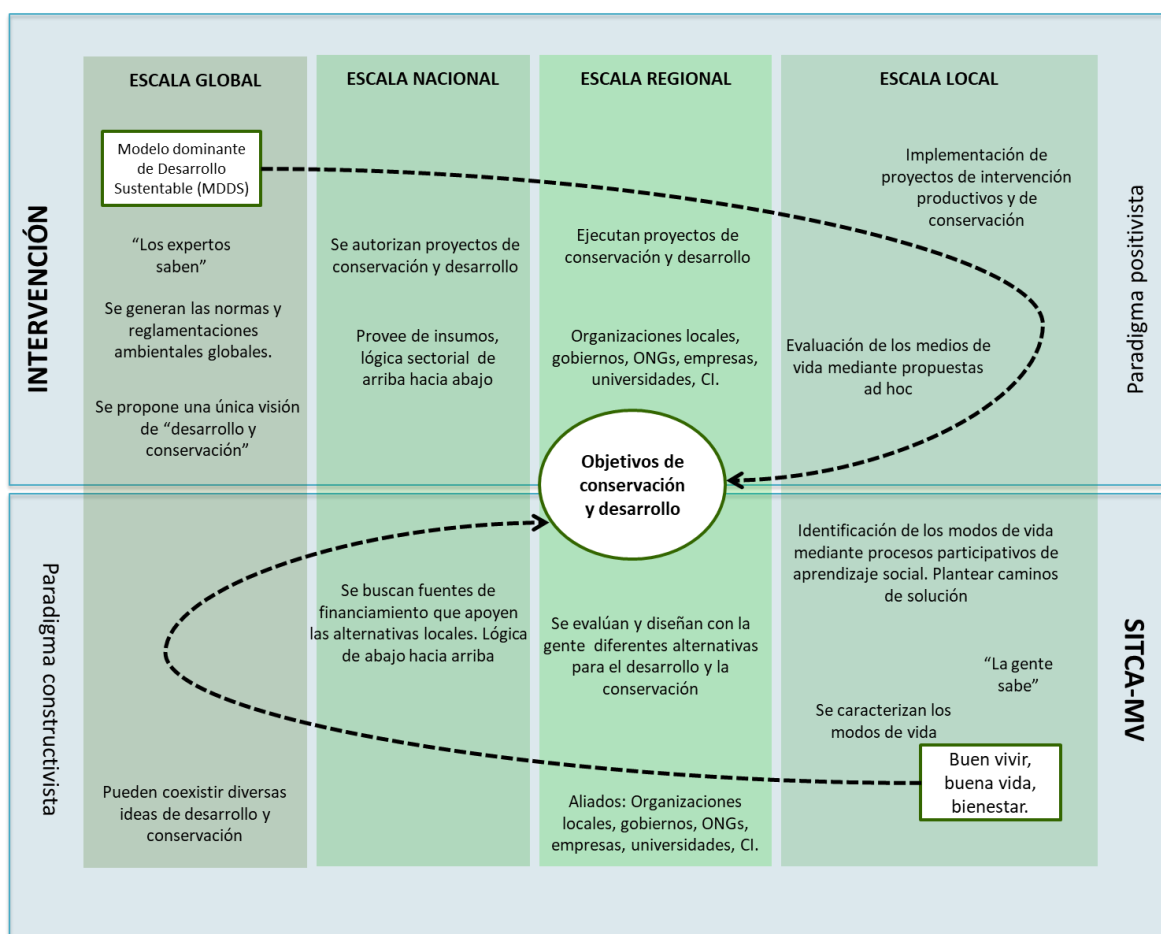 ESCALA GLOBAL
ESCALA NACIONAL
ESCALA REGIONAL
ESCALA LOCAL
INTERVENCIÓN
Paradigma positivista
Modelo dominante
de Desarrollo
Sustentable (MDDS)
“Los expertos
saben”
Se generan las normas y
reglamentaciones
ambientales globales.
Se propone una única visión
de “desarrollo y
conservación”
Se autorizan proyectos de
conservación y desarrollo
Provee de insumos,
lógica sectorial de
arriba hacia abajo
Ejecutan proyectos de
conservación y desarrollo
Organizaciones locales,
gobiernos, ONGs, empresas,
universidades, CI.
Implementación de
proyectos de intervención
productivos y de
conservación
Evaluación de los medios de
vida mediante propuestas
ad hoc
Objetivos de
conservación
y desarrollo
Paradigma constructivista
SITCA-MV
Pueden coexistir diversas
ideas de desarrollo y
conservación
Se buscan fuentes de
financiamiento que apoyen
las alternativas locales. Lógica
de abajo hacia arriba
Se evalúan y diseñan con la
gente diferentes alternativas
para el desarrollo y la
conservación
Aliados: Organizaciones
locales, gobiernos, ONGs,
empresas, universidades, CI.
Identificación de los modos de vida
mediante procesos participativos de
aprendizaje social. Plantear caminos
de solución
“La gente
sabe”
Se caracterizan los
modos de vida
Buen vivir,
buena vida,
bienestar.